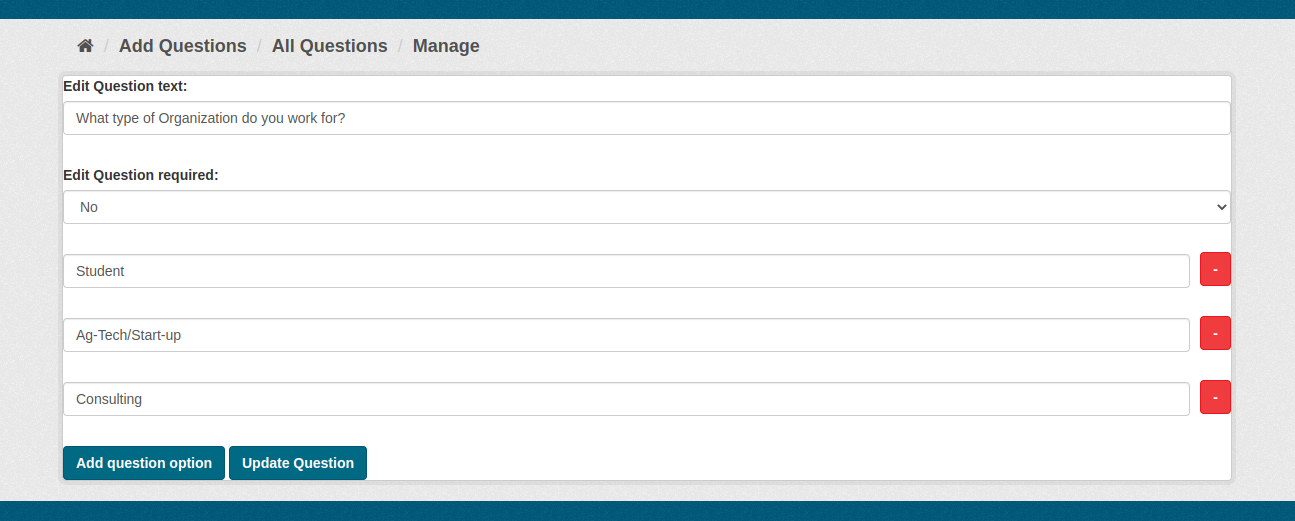 / Add Questions / All Questions / Manage
Edit Question text:
What type of Organization do you work for?
Edit Question required:
No
Student
-
Ag-Tech/Start-up
-
Consulting
-
Add question option Update Question